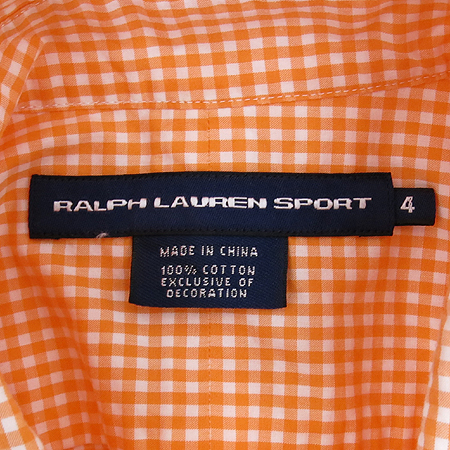 RALPH LAUREN SPORT 4
MADE IN CHINA
100% COTTON
EXCLUSIVE OF
DECORATION